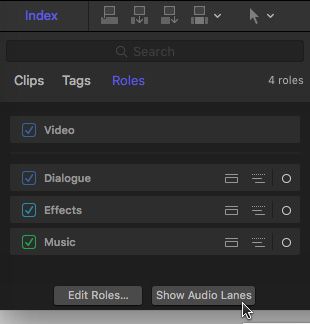 Index
Search
Clips Tags Roles 4 roles
Video
Dialogue
Effects
Music
Edit Roles... Show Audio Lanes